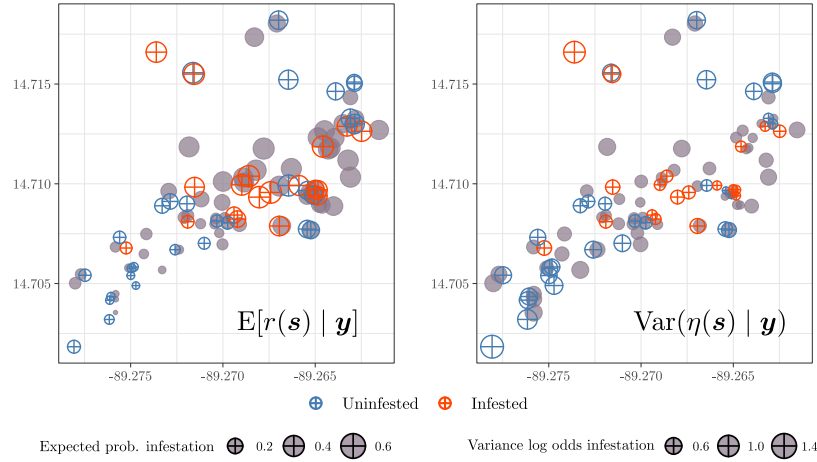 14.715
14.710
14.705
-89.275
-89.270
-89.265
E[r(s) | y]
14.715
14.710
14.705
-89.275
-89.270
-89.265
Var(η(s) | y)
Uninfested Infested
Expected prob. infestation 0.2 0.4 0.6
Variance log odds infestation 0.6 1.0 1.4